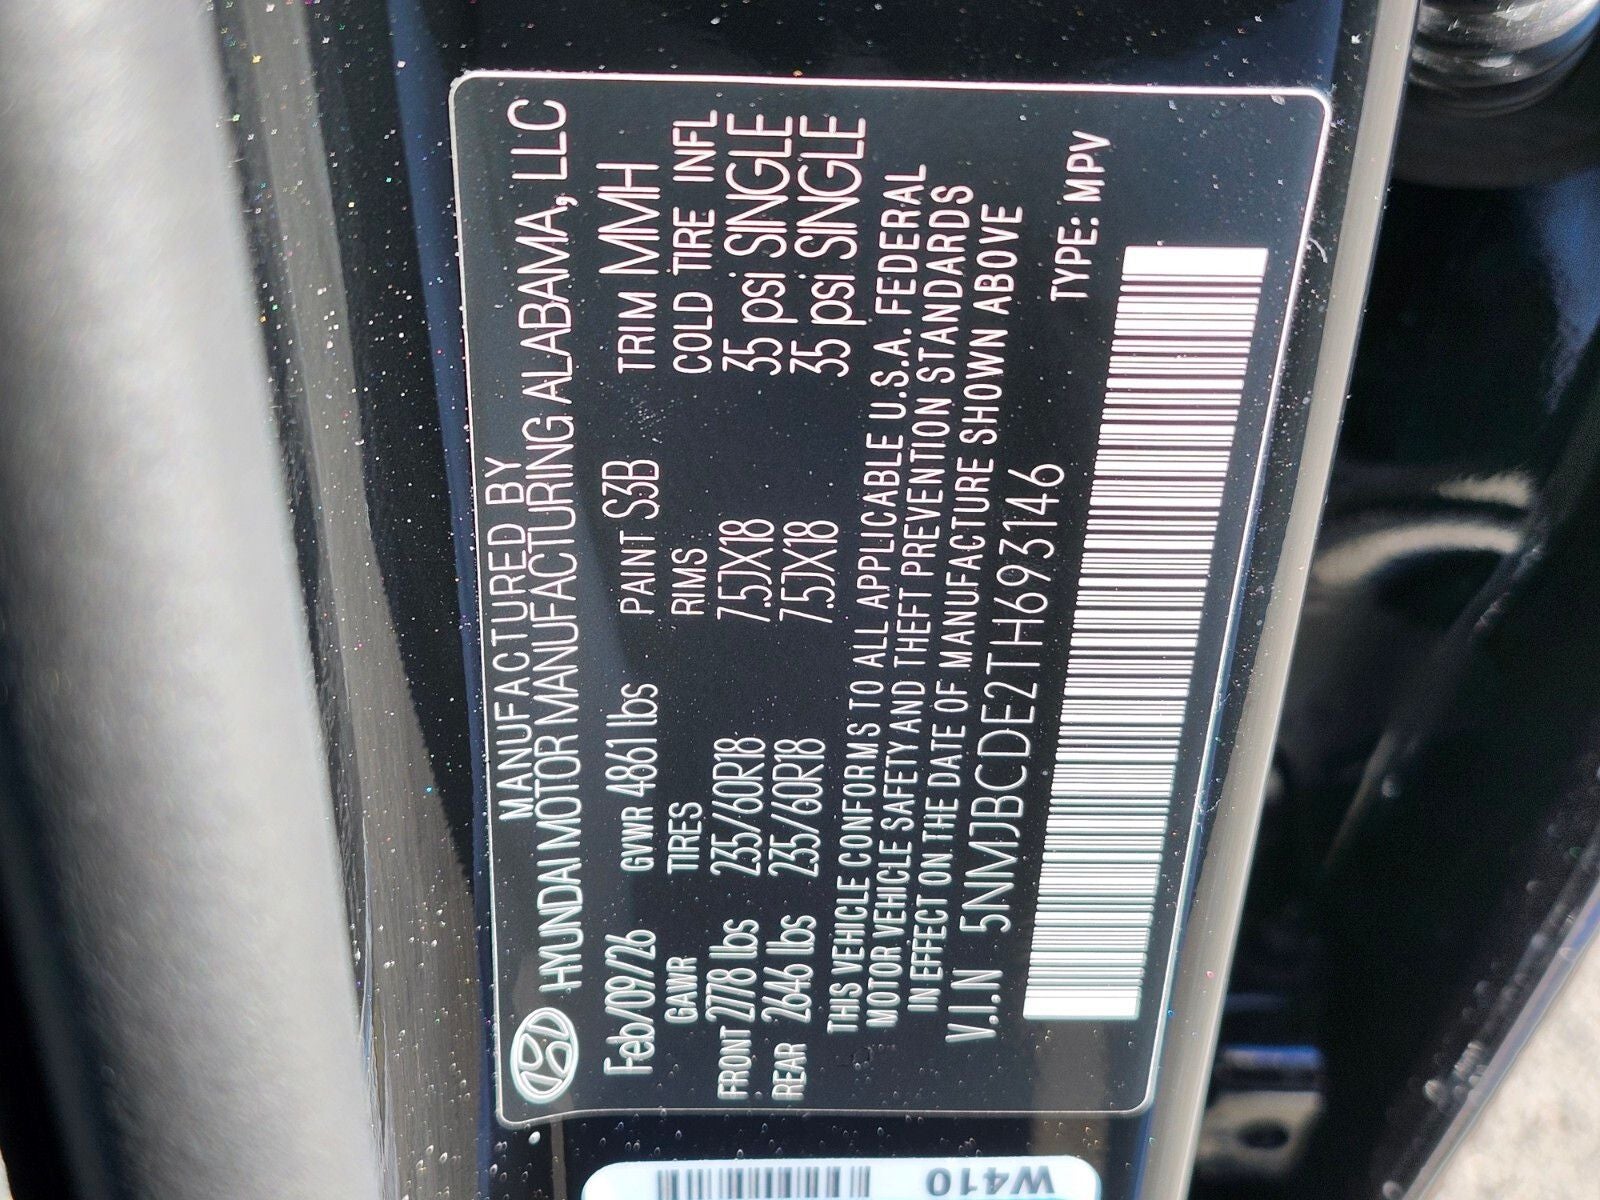 MANUFACTURED BY
HYUNDAI MOTOR MANUFACTURING ALABAMA, LLC
Feb/09/26 GVWR 4861 lbs PAINT S3B TRIM MMH
GAWR TIRES RIMS COLD TIRE INFL
FRONT 2778 lbs 235/60R18 7.5JX18 35 psi SINGLE
REAR 2646 lbs 235/60R18 7.5JX18 35 psi SINGLE
THIS VEHICLE CONFORMS TO ALL APPLICABLE U.S.A. FEDERAL
MOTOR VEHICLE SAFETY AND THEFT PREVENTION STANDARDS
IN EFFECT ON THE DATE OF MANUFACTURE SHOWN ABOVE
V.I.N 5NMJBCDE2TH693146 TYPE: MPV
W410